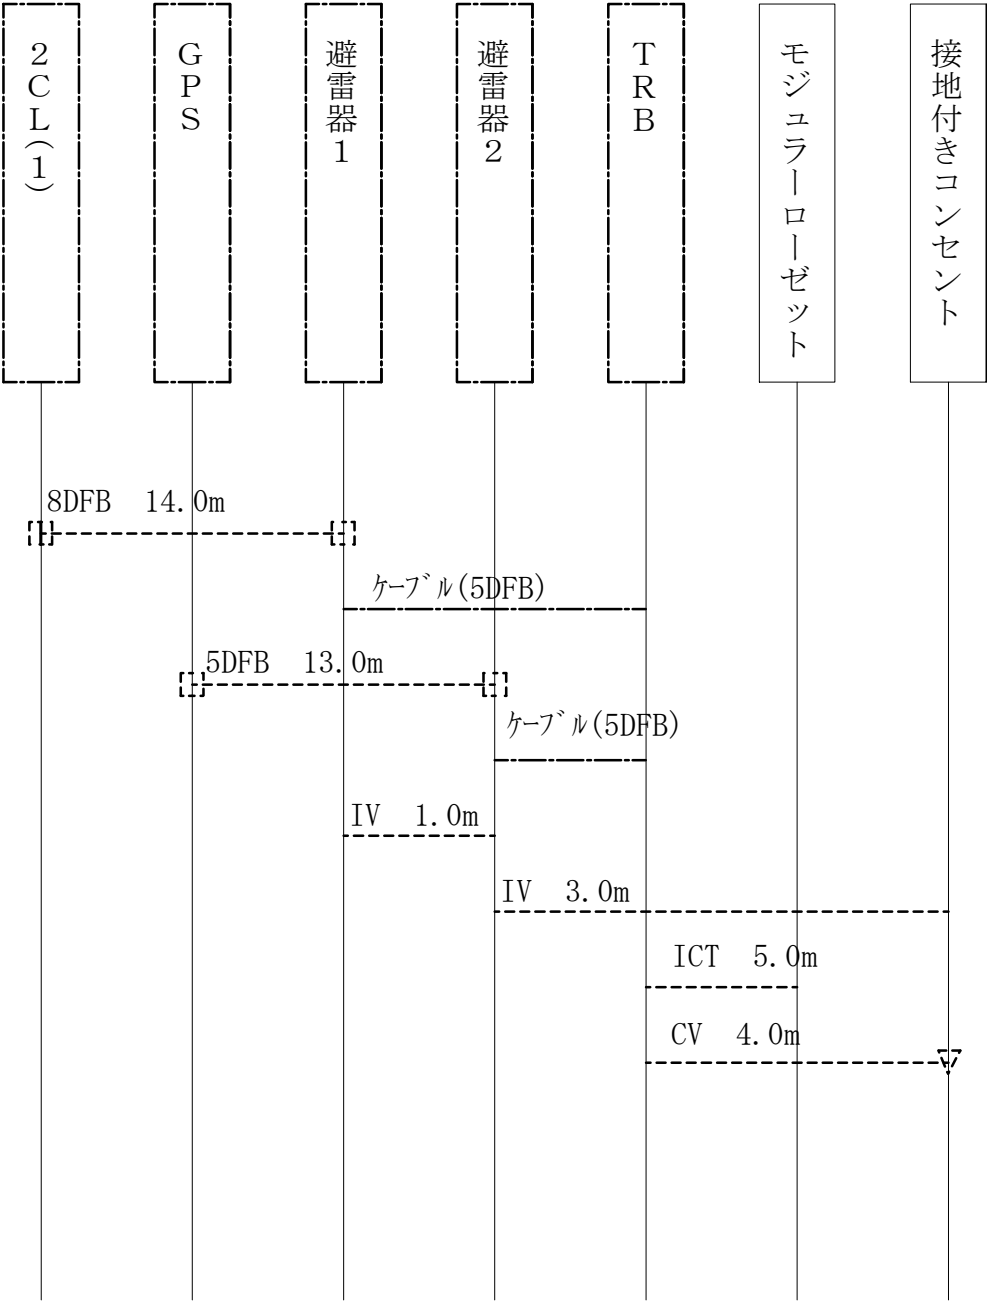 2CL(1)
GPS
避雷器1
避雷器2
TRB
モジュラーローゼット
接地付きコンセント
8DFB 14.0m
ｹｰﾌﾞﾙ(5DFB)
5DFB 13.0m
ｹｰﾌﾞﾙ(5DFB)
IV 1.0m
IV 3.0m
ICT 5.0m
CV 4.0m